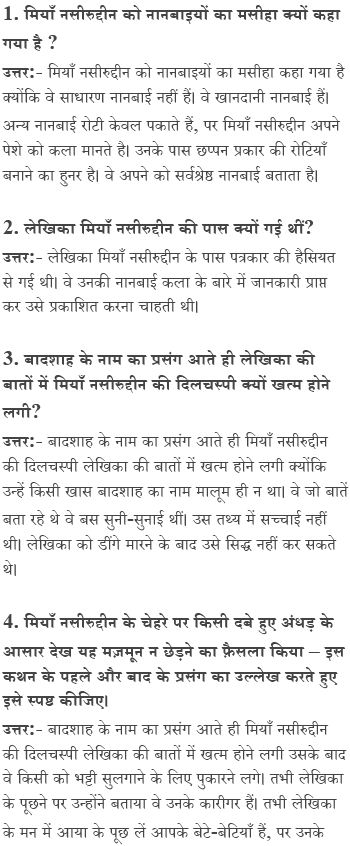 1. मियाँ नसीरुद्दीन को नानबाइयों का मसीहा क्यों कहा
गया है ?
उत्तर:- मियाँ नसीरुद्दीन को नानबाइयों का मसीहा कहा गया है
क्योंकि वे साधारण नानबाई नहीं हैं। वे खानदानी नानबाई हैं।
अन्य नानबाई रोटी केवल पकाते हैं, पर मियाँ नसीरुद्दीन अपने
पेशे को कला मानते है। उनके पास छप्पन प्रकार की रोटियाँ
बनाने का हुनर है। वे अपने को सर्वश्रेष्ठ नानबाई बताता है।
2. लेखिका मियाँ नसीरुद्दीन की पास क्यों गई थीं?
उत्तर:- लेखिका मियाँ नसीरुद्दीन के पास पत्रकार की हैसियत
से गई थी। वे उनकी नानबाई कला के बारे में जानकारी प्राप्त
कर उसे प्रकाशित करना चाहती थी।
3. बादशाह के नाम का प्रसंग आते ही लेखिका की
बातों में मियाँ नसीरुद्दीन की दिलचस्पी क्यों खत्म होने
लगी?
उत्तर:- बादशाह के नाम का प्रसंग आते ही मियाँ नसीरुद्दीन
की दिलचस्पी लेखिका की बातों में खत्म होने लगी क्योंकि
उन्हें किसी खास बादशाह का नाम मालूम ही न था। वे जो बातें
बता रहे थे वे बस सुनी-सुनाई थीं। उस तथ्य में सच्चाई नहीं
थी। लेखिका को डींगे मारने के बाद उसे सिद्ध नहीं कर सकते
थे।
4. मियाँ नसीरुद्दीन के चेहरे पर किसी दबे हुए अंधड़ के
आसार देख यह मज़मून न छेड़ने का फ़ैसला किया – इस
कथन के पहले और बाद के प्रसंग का उल्लेख करते हुए
इसे स्पष्ट कीजिए।
उत्तर:- बादशाह के नाम का प्रसंग आते ही मियाँ नसीरुद्दीन
की दिलचस्पी लेखिका की बातों में खत्म होने लगी उसके बाद
वे किसी को भट्टी सुलगाने के लिए पुकारने लगे। तभी लेखिका
के पूछने पर उन्होंने बताया वे उनके कारीगर हैं। तभी लेखिका
के मन में आया के पूछ लें आपके बेटे-बेटियाँ हैं, पर उनके